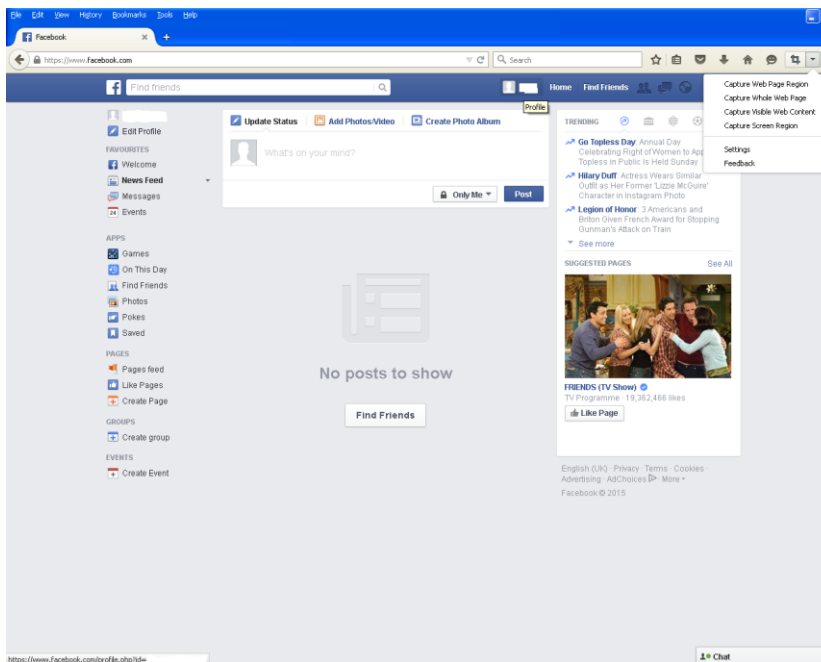 File Edit View History Bookmarks Tools Help
Facebook
https://www.facebook.com
Search
Find friends
Home Find Friends
Profile
Capture Web Page Region
Capture Whole Web Page
Capture Visible Web Content
Capture Screen Region
Settings
Feedback
Edit Profile
FAVOURITES
Welcome
News Feed
Messages
Events
APPS
Games
On This Day
Find Friends
Photos
Pokes
Saved
PAGES
Pages feed
Like Pages
Create Page
GROUPS
Create group
EVENTS
Create Event
Update Status Add Photos/Video Create Photo Album
What's on your mind?
Only Me Post
No posts to show
Find Friends
TRENDING
Go Topless Day: Annual Day
Celebrating Right of Women to App
Topless in Public Is Held Sunday
Hilary Duff: Actress Wears Similar
Outfit as Her Former 'Lizzie McGuire'
Character in Instagram Photo
Legion of Honor: 3 Americans and
Briton Given French Award for Stopping
Gunman's Attack on Train
See more
SUGGESTED PAGES See All
FRIENDS (TV Show)
TV Programme · 19,362,466 likes
Like Page
English (UK) · Privacy · Terms · Cookies ·
Advertising · AdChoices · More
Facebook © 2015
https://www.facebook.com/profile.php?id=
1 Chat